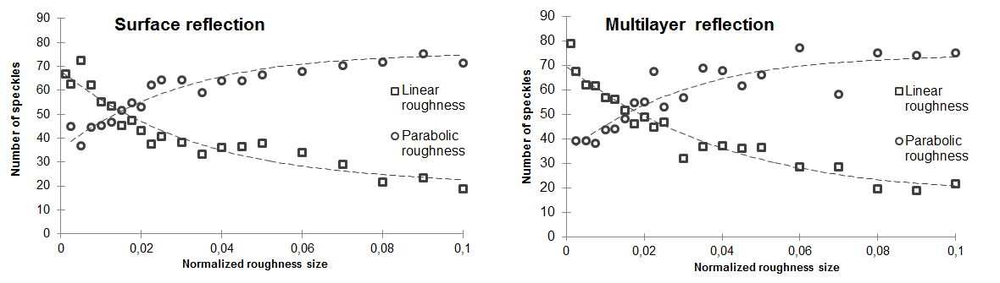 Surface reflection
Number of speckles
90
80
70
60
50
40
30
20
10
0
0
0,02
0,04
0,06
0,08
0,1
Normalized roughness size
Linear
roughness
Parabolic
roughness
Multilayer reflection
Number of speckles
90
80
70
60
50
40
30
20
10
0
0
0,02
0,04
0,06
0,08
0,1
Normalized roughness size
Linear
roughness
Parabolic
roughness